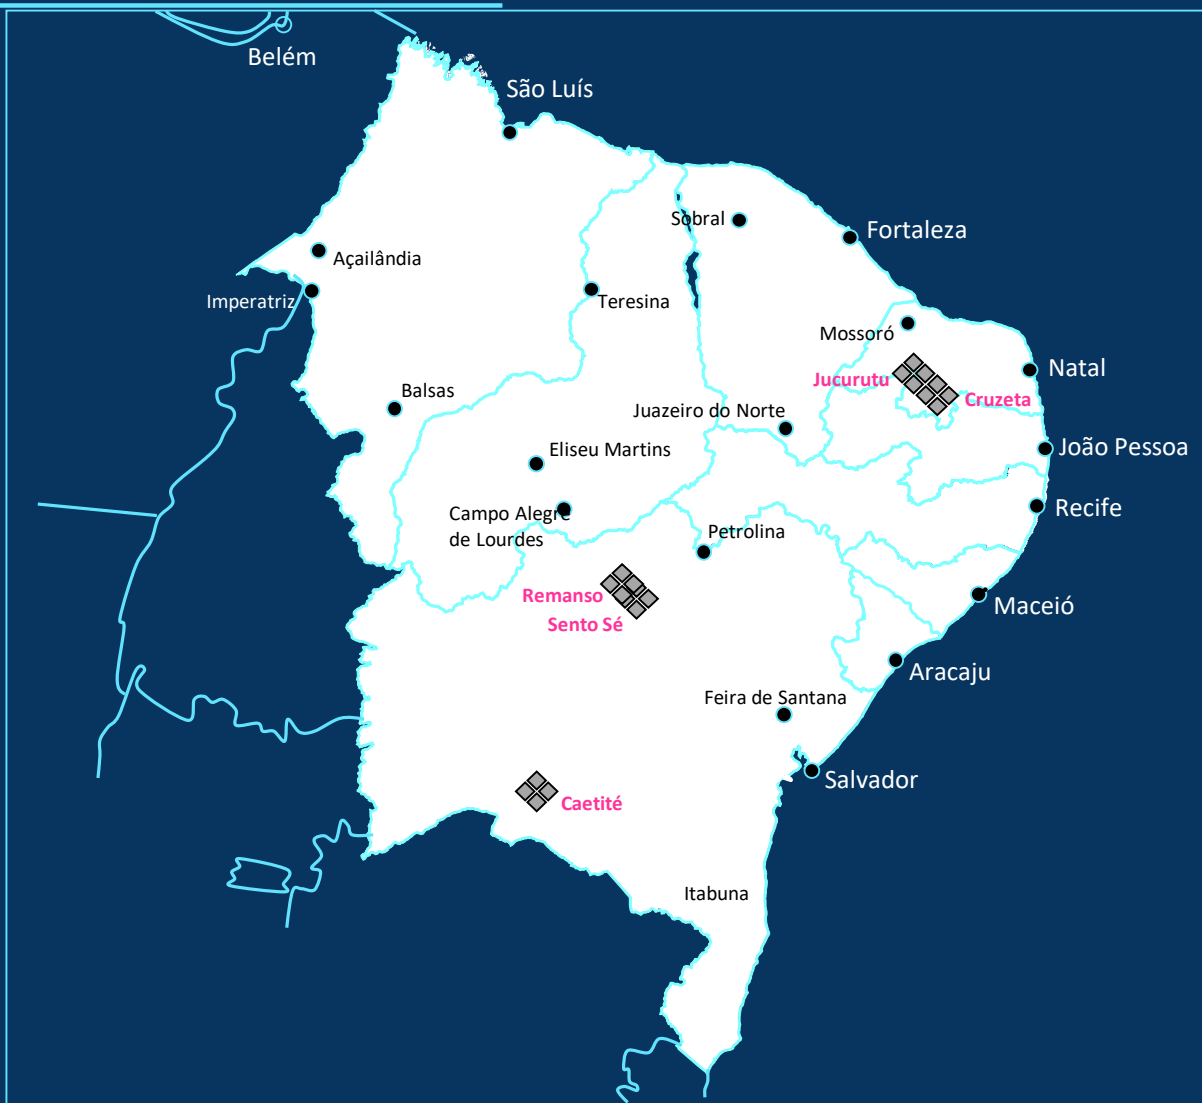 Belém
São Luís
Sobral
Fortaleza
Açailândia
Imperatriz
Teresina
Mossoró
Natal
Jucurutu
Cruzeta
Balsas
Juazeiro do Norte
João Pessoa
Eliseu Martins
Recife
Campo Alegre
de Lourdes
Petrolina
Remanso
Maceió
Sento Sé
Aracaju
Feira de Santana
Salvador
Caetité
Itabuna